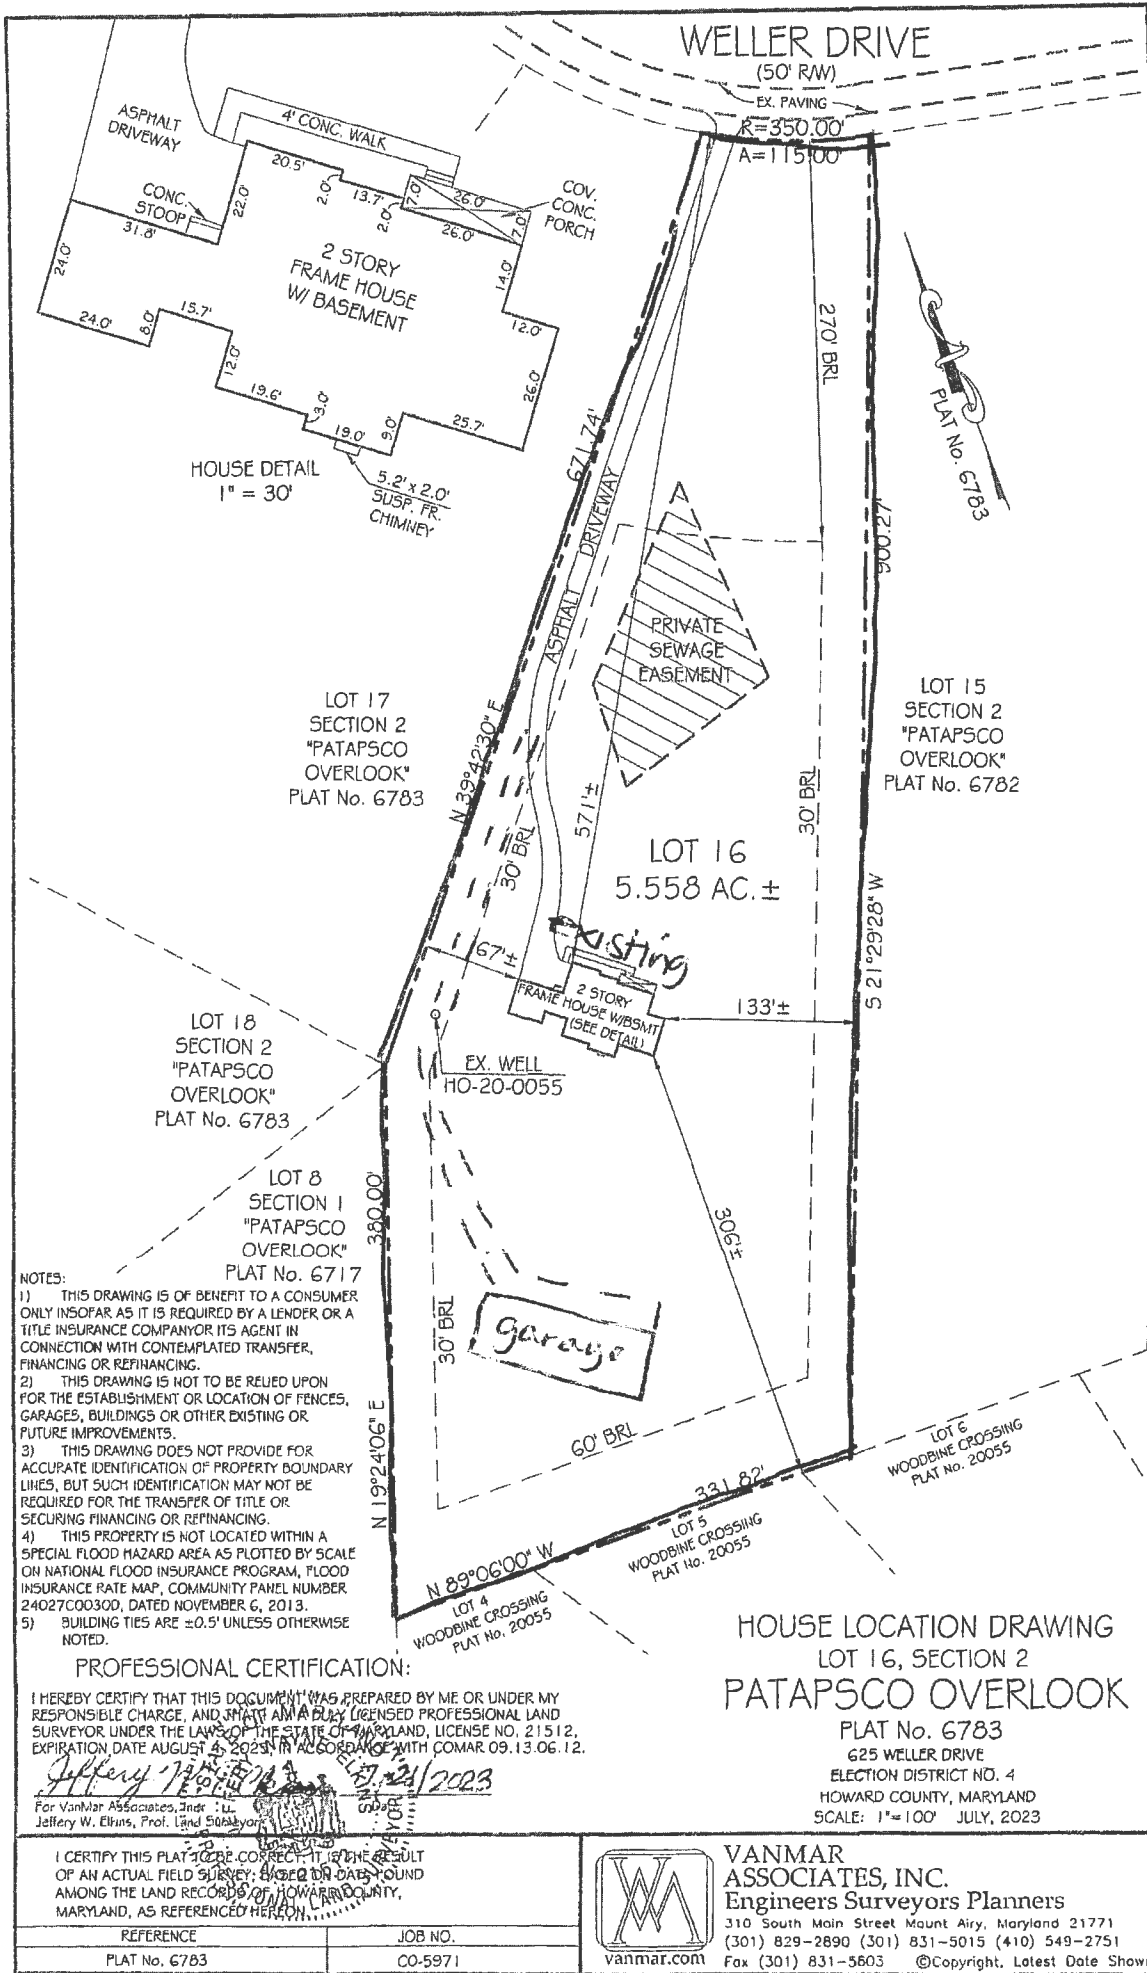 WELLER DRIVE
(50' R/W)
EX. PAVING
R=350.00'
A=115.00'
ASPHALT
DRIVEWAY
4' CONC. WALK
CONC.
STOOP
COV.
CONC.
PORCH
20.5'
2.0'
13.7'
2.0'
7.0'
26.0'
7.0'
26.0'
22.0'
31.8'
24.0'
24.0'
8.0'
15.7'
12.0'
19.6'
3.0'
19.0'
9.0'
25.7'
26.0'
12.0'
14.0'
2 STORY
FRAME HOUSE
W/ BASEMENT
HOUSE DETAIL
1" = 30'
5.2' x 2.0'
SUSP. FR.
CHIMNEY
270' BRL
PLAT No. 6783
671.74'
900.27'
ASPHALT DRIVEWAY
PRIVATE
SEWAGE
EASEMENT
LOT 17
SECTION 2
"PATAPSCO
OVERLOOK"
PLAT No. 6783
LOT 15
SECTION 2
"PATAPSCO
OVERLOOK"
PLAT No. 6782
N 39°42'30" E
30' BRL
571'±
30' BRL
LOT 16
5.558 AC.±
S 21°29'28" W
existing
67'±
2 STORY
FRAME HOUSE W/BSMT
(SEE DETAIL)
133'±
EX. WELL
HO-20-0055
LOT 18
SECTION 2
"PATAPSCO
OVERLOOK"
PLAT No. 6783
LOT 8
SECTION 1
"PATAPSCO
OVERLOOK"
PLAT No. 6717
380.00'
306'±
30' BRL
garage
60' BRL
N 19°24'06" E
331.82'
N 89°06'00" W
LOT 4
WOODBINE CROSSING
PLAT No. 20055
LOT 5
WOODBINE CROSSING
PLAT No. 20055
LOT 6
WOODBINE CROSSING
PLAT No. 20055
NOTES:
1) THIS DRAWING IS OF BENEFIT TO A CONSUMER
ONLY INSOFAR AS IT IS REQUIRED BY A LENDER OR A
TITLE INSURANCE COMPANYOR ITS AGENT IN
CONNECTION WITH CONTEMPLATED TRANSFER,
FINANCING OR REFINANCING.
2) THIS DRAWING IS NOT TO BE RELIED UPON
FOR THE ESTABLISHMENT OR LOCATION OF FENCES,
GARAGES, BUILDINGS OR OTHER EXISTING OR
FUTURE IMPROVEMENTS.
3) THIS DRAWING DOES NOT PROVIDE FOR
ACCURATE IDENTIFICATION OF PROPERTY BOUNDARY
LINES, BUT SUCH IDENTIFICATION MAY NOT BE
REQUIRED FOR THE TRANSFER OF TITLE OR
SECURING FINANCING OR REFINANCING.
4) THIS PROPERTY IS NOT LOCATED WITHIN A
SPECIAL FLOOD HAZARD AREA AS PLOTTED BY SCALE
ON NATIONAL FLOOD INSURANCE PROGRAM, FLOOD
INSURANCE RATE MAP, COMMUNITY PANEL NUMBER
24027C0030D, DATED NOVEMBER 6, 2013.
5) BUILDING TIES ARE ±0.5' UNLESS OTHERWISE
NOTED.
HOUSE LOCATION DRAWING
LOT 16, SECTION 2
PATAPSCO OVERLOOK
PLAT No. 6783
625 WELLER DRIVE
ELECTION DISTRICT NO. 4
HOWARD COUNTY, MARYLAND
SCALE: 1"=100' JULY, 2023
PROFESSIONAL CERTIFICATION:
I HEREBY CERTIFY THAT THIS DOCUMENT WAS PREPARED BY ME OR UNDER MY
RESPONSIBLE CHARGE, AND THAT I AM A DULY LICENSED PROFESSIONAL LAND
SURVEYOR UNDER THE LAWS OF THE STATE OF MARYLAND, LICENSE NO. 21512,
EXPIRATION DATE AUGUST 4, 2023, IN ACCORDANCE WITH COMAR 09.13.06.12.
/2023
For VanMar Associates, Inc.
Jeffery W. Elkins, Prof. Land Surveyor
I CERTIFY THIS PLAT TO BE CORRECT; IT IS THE RESULT
OF AN ACTUAL FIELD SURVEY; BASED ON DATA FOUND
AMONG THE LAND RECORDS OF HOWARD COUNTY,
MARYLAND, AS REFERENCED HEREON.
REFERENCE JOB NO.
PLAT No. 6783 CO-5971
VANMAR
ASSOCIATES, INC.
Engineers Surveyors Planners
310 South Main Street Mount Airy, Maryland 21771
(301) 829-2890 (301) 831-5015 (410) 549-2751
Fax (301) 831-5603 ©Copyright, Latest Date Show
vanmar.com